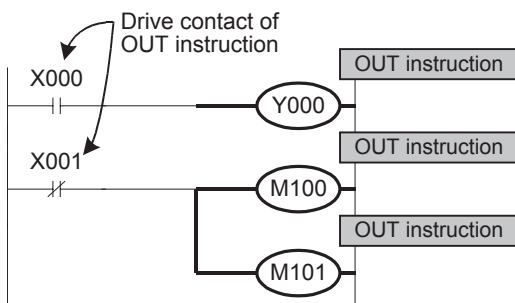 Drive contact of
OUT instruction
OUT instruction
X000
Y000
OUT instruction
X001
M100
OUT instruction
M101